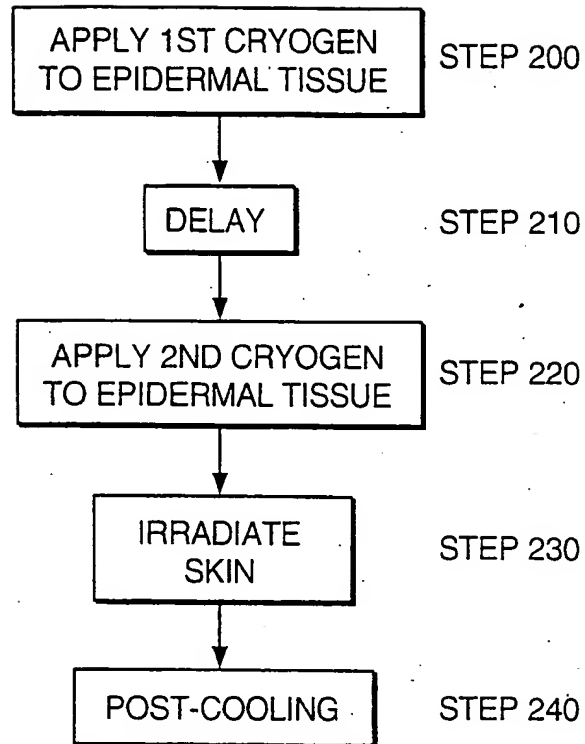 APPLY 1ST CRYOGEN
TO EPIDERMAL TISSUE
STEP 200
DELAY
STEP 210
APPLY 2ND CRYOGEN
TO EPIDERMAL TISSUE
STEP 220
IRRADIATE
SKIN
STEP 230
POST-COOLING
STEP 240